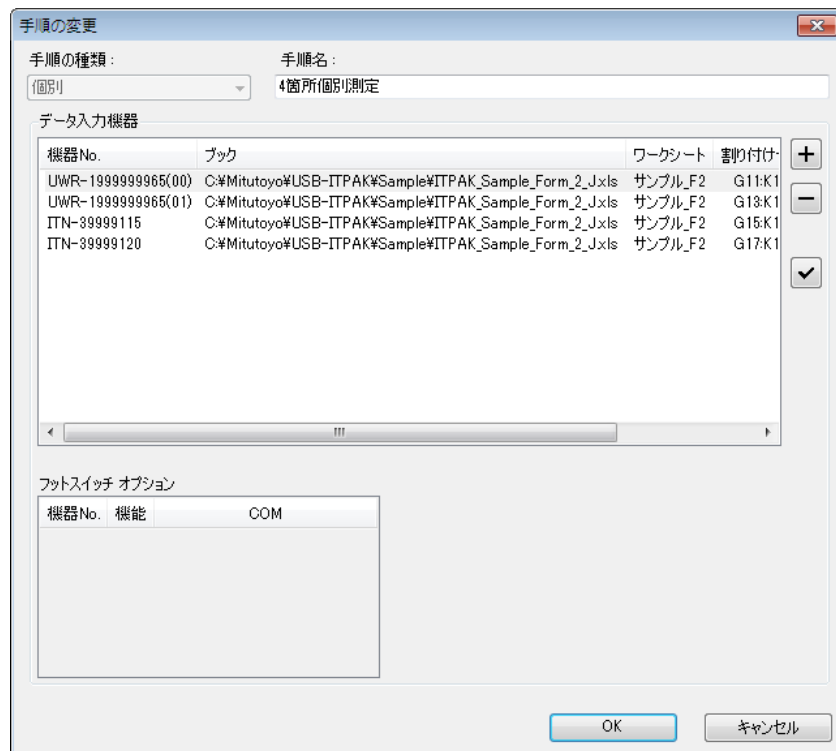 手順の変更
手順の種類： 手順名：
個別 4箇所個別測定
データ入力機器
機器No. ブック ワークシート 割り付け
UWR-1999999965(00) C:¥Mitutoyo¥USB-ITPAK¥Sample¥ITPAK_Sample_Form_2_J.xls サンプル_F2 G11:K1
UWR-1999999965(01) C:¥Mitutoyo¥USB-ITPAK¥Sample¥ITPAK_Sample_Form_2_J.xls サンプル_F2 G13:K1
ITN-39999115 C:¥Mitutoyo¥USB-ITPAK¥Sample¥ITPAK_Sample_Form_2_J.xls サンプル_F2 G15:K1
ITN-39999120 C:¥Mitutoyo¥USB-ITPAK¥Sample¥ITPAK_Sample_Form_2_J.xls サンプル_F2 G17:K1
フットスイッチ オプション
機器No. 機能 COM
OK キャンセル